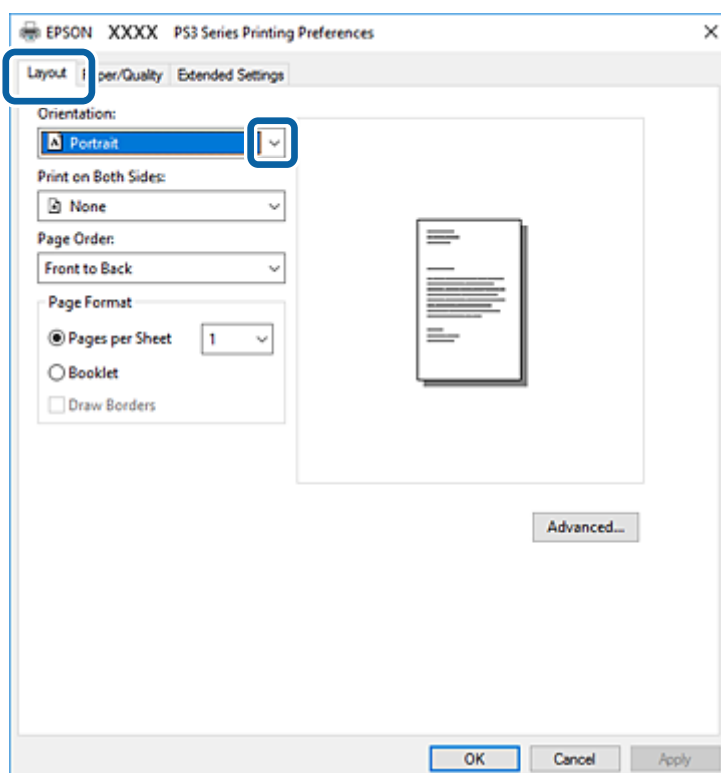 EPSON XXXX PS3 Series Printing Preferences
Layout per/Quality Extended Settings
Orientation:
Portrait
Print on Both Sides:
None
Page Order:
Front to Back
Page Format
Pages per Sheet 1
Booklet
Draw Borders
Advanced...
OK Cancel Apply